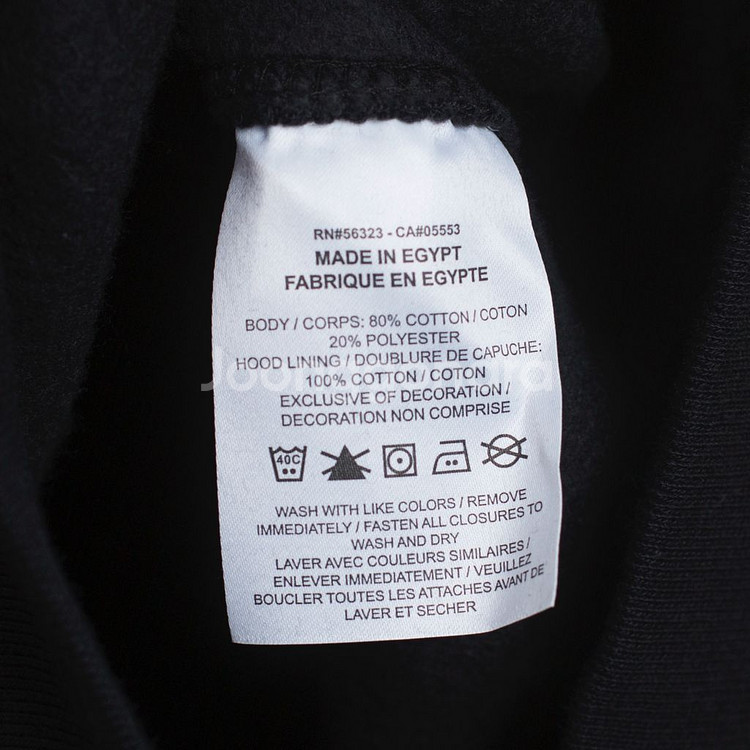 RN#56323 - CA#05553
MADE IN EGYPT
FABRIQUE EN EGYPTE
BODY / CORPS: 80% COTTON / COTON
20% POLYESTER
HOOD LINING / DOUBLURE DE CAPUCHE:
100% COTTON / COTON
EXCLUSIVE OF DECORATION /
DECORATION NON COMPRISE
40C
WASH WITH LIKE COLORS / REMOVE
IMMEDIATELY / FASTEN ALL CLOSURES TO
WASH AND DRY
LAVER AVEC COULEURS SIMILAIRES /
ENLEVER IMMEDIATEMENT / VEUILLEZ
BOUCLER TOUTES LES ATTACHES AVANT DE
LAVER ET SECHER